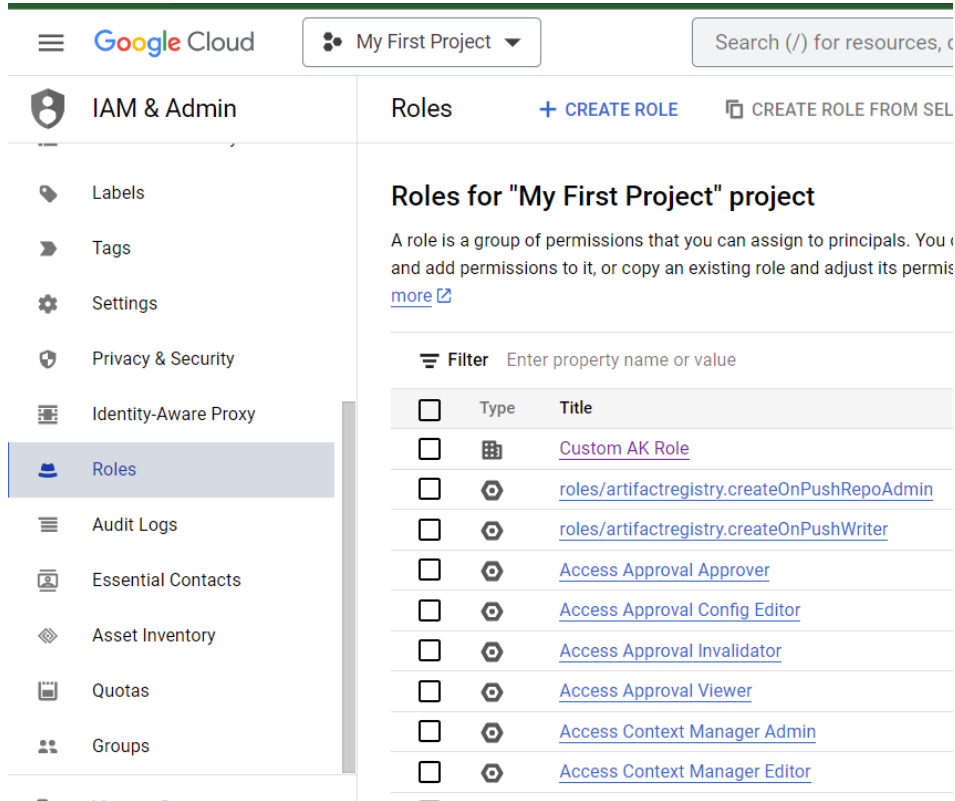 Google Cloud
My First Project
Search (/) for resources,
IAM & Admin
Labels
Tags
Settings
Privacy & Security
Identity-Aware Proxy
Roles
Audit Logs
Essential Contacts
Asset Inventory
Quotas
Groups
Roles
+ CREATE ROLE
CREATE ROLE FROM SEL
Roles for "My First Project" project
A role is a group of permissions that you can assign to principals. You
and add permissions to it, or copy an existing role and adjust its permis
more
Filter Enter property name or value
Type Title
Custom AK Role
roles/artifactregistry.createOnPushRepoAdmin
roles/artifactregistry.createOnPushWriter
Access Approval Approver
Access Approval Config Editor
Access Approval Invalidator
Access Approval Viewer
Access Context Manager Admin
Access Context Manager Editor